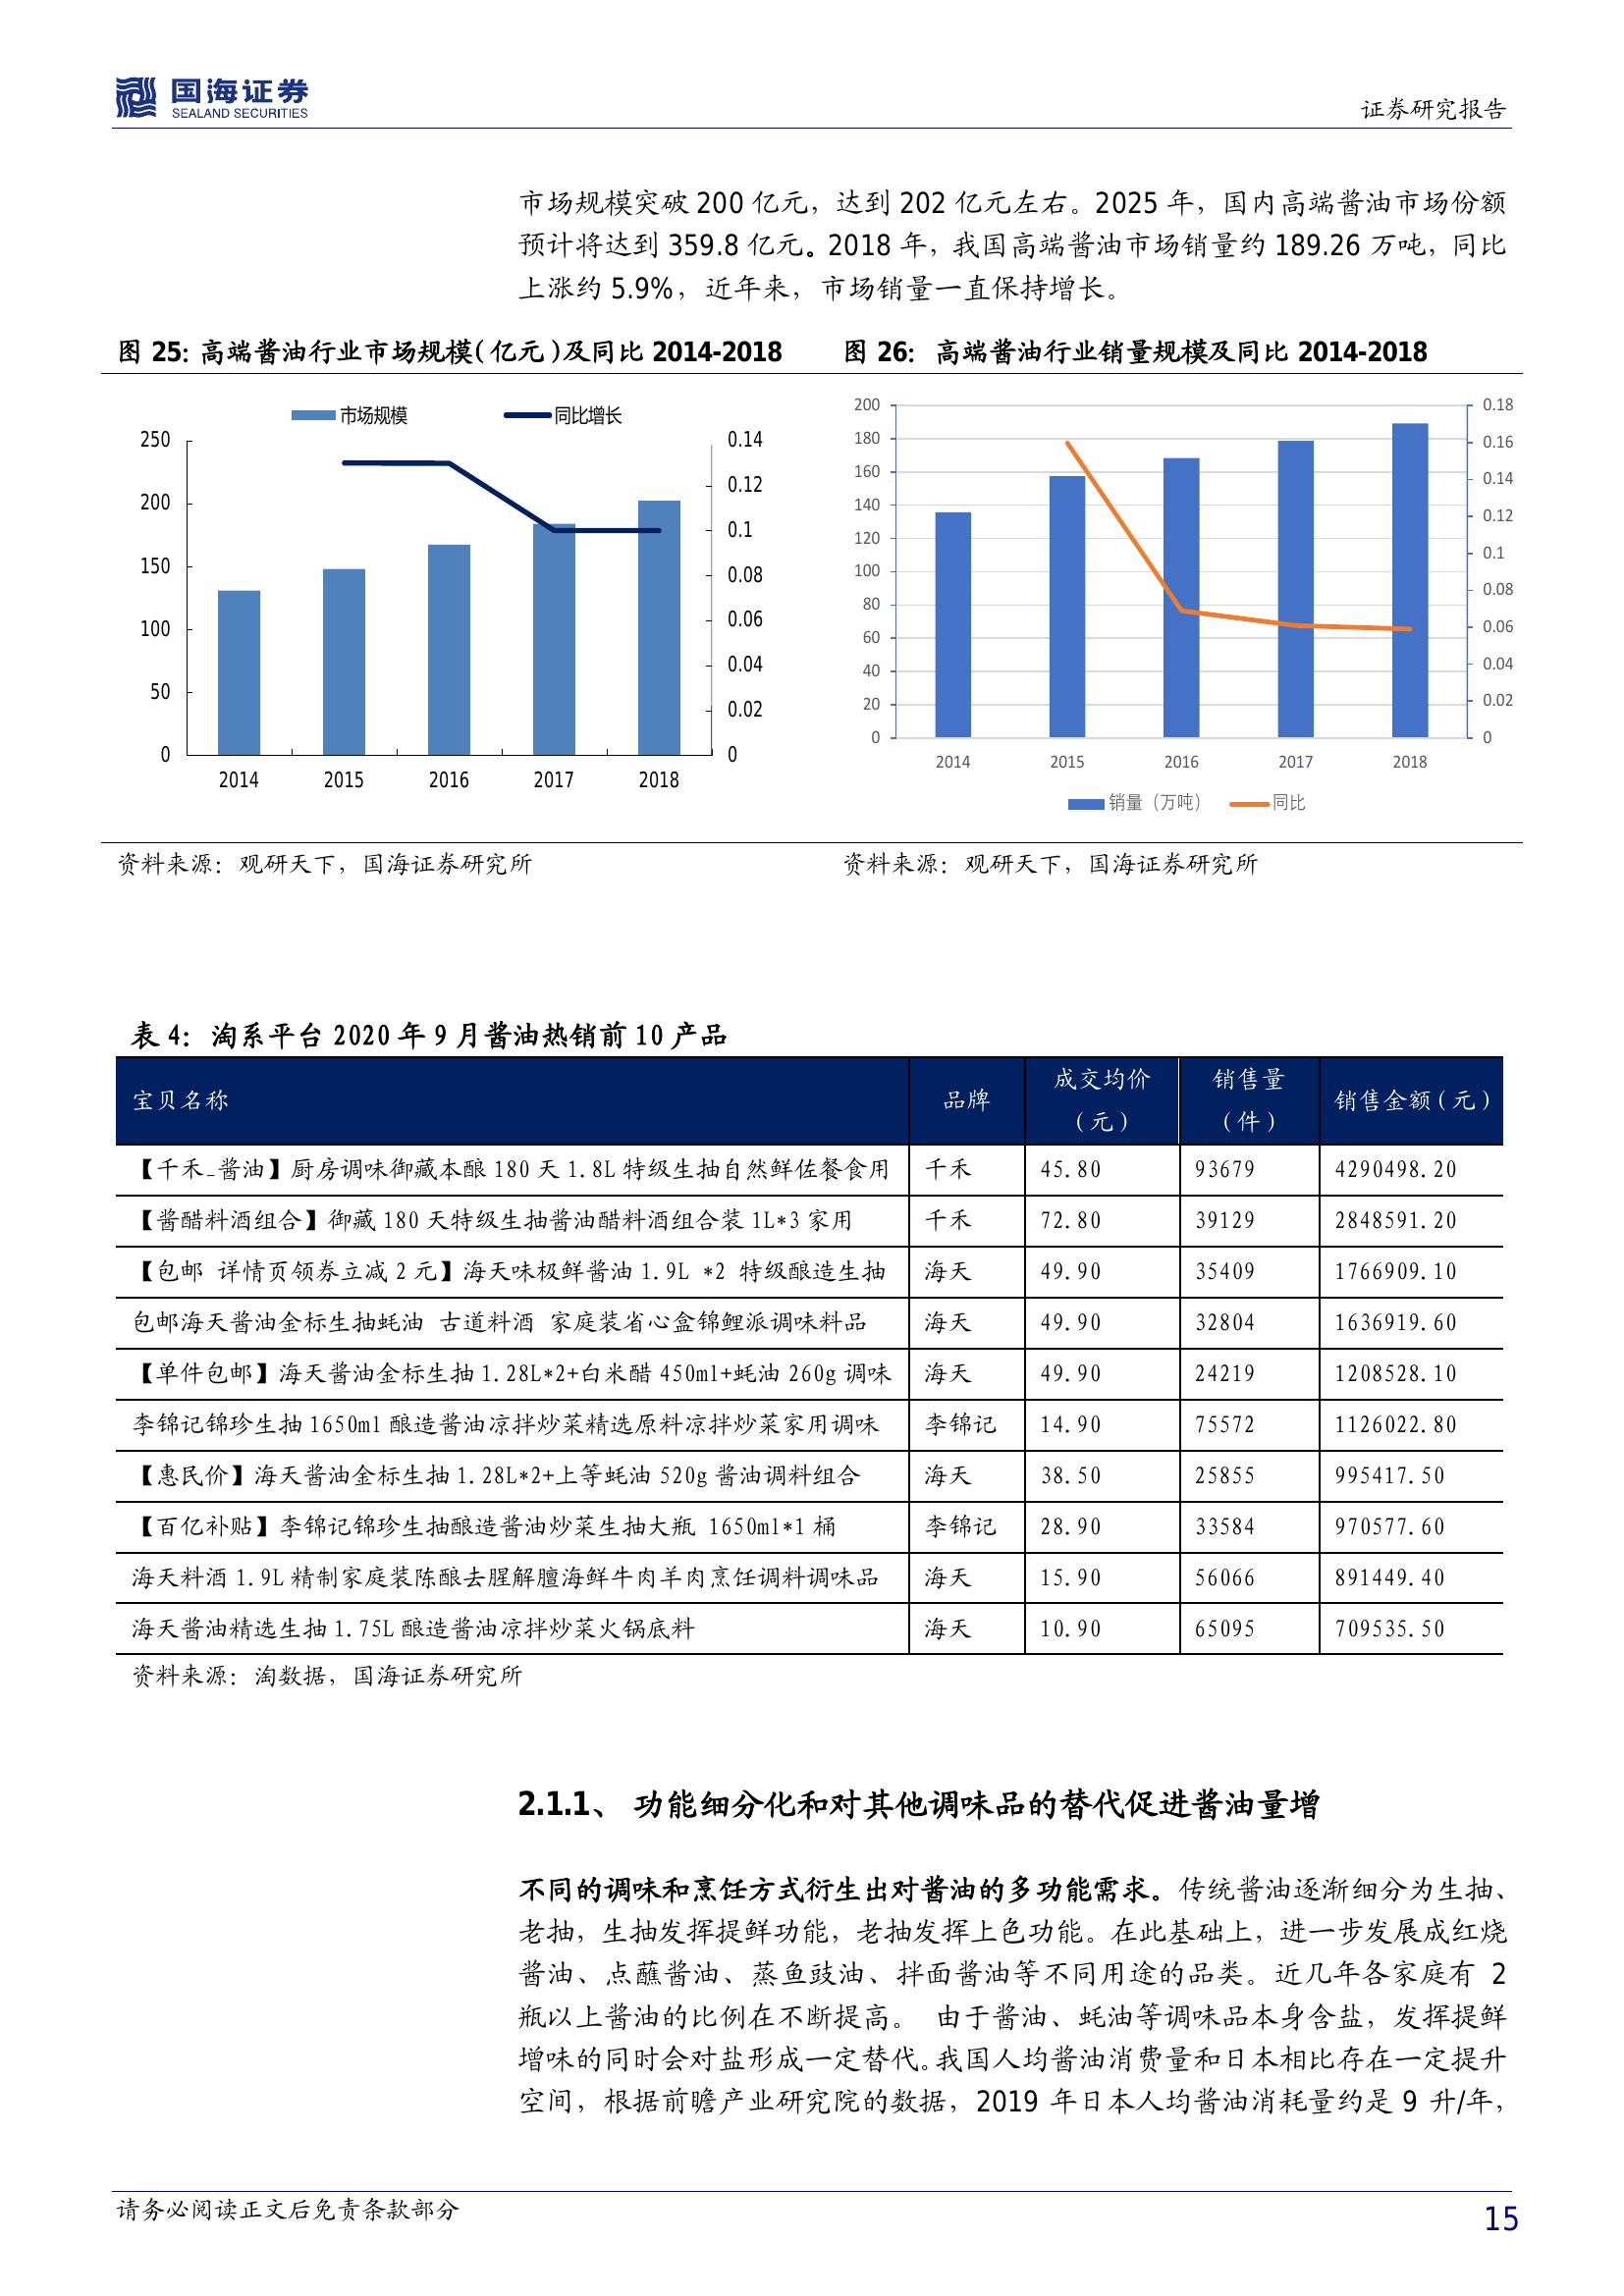 国海证券
SEALAND SECURITIES
证券研究报告
市场规模突破 200 亿元，达到 202 亿元左右。2025 年，国内高端酱油市场份额
预计将达到 359.8 亿元。2018 年，我国高端酱油市场销量约 189.26 万吨，同比
上涨约 5.9%，近年来，市场销量一直保持增长。
图 25：高端酱油行业市场规模（亿元）及同比 2014-2018
市场规模 同比增长
250 0.14
200 0.12
150 0.1
100 0.08
50 0.06
0 0.04
0.02
0
2014 2015 2016 2017 2018
资料来源：观研天下，国海证券研究所
图 26： 高端酱油行业销量规模及同比 2014-2018
200 0.18
180 0.16
160 0.14
140 0.12
120 0.1
100 0.08
80 0.06
60 0.04
40 0.02
20 0
0
2014 2015 2016 2017 2018
销量（万吨） 同比
资料来源：观研天下，国海证券研究所
表 4：淘系平台 2020 年 9 月酱油热销前 10 产品
宝贝名称 品牌 成交均价（元） 销售量（件） 销售金额（元）
【千禾_酱油】厨房调味御藏本酿 180 天 1.8L 特级生抽自然鲜佐餐食用 千禾 45.80 93679 4290498.20
【酱醋料酒组合】御藏 180 天特级生抽酱油醋料酒组合装 1L*3 家用 千禾 72.80 39129 2848591.20
【包邮 详情页领券立减 2 元】海天味极鲜酱油 1.9L *2 特级酿造生抽 海天 49.90 35409 1766909.10
包邮海天酱油金标生抽蚝油 古道料酒 家庭装省心盒锦鲤派调味料品 海天 49.90 32804 1636919.60
【单件包邮】海天酱油金标生抽 1.28L*2+白米醋 450ml+蚝油 260g 调味 海天 49.90 24219 1208528.10
李锦记锦珍生抽 1650ml 酿造酱油凉拌炒菜精选原料凉拌炒菜家用调味 李锦记 14.90 75572 1126022.80
【惠民价】海天酱油金标生抽 1.28L*2+上等蚝油 520g 酱油调料组合 海天 38.50 25855 995417.50
【百亿补贴】李锦记锦珍生抽酿造酱油炒菜生抽大瓶 1650ml*1 桶 李锦记 28.90 33584 970577.60
海天料酒 1.9L 精制家庭装陈酿去腥解膻海鲜牛肉羊肉烹饪调料调味品 海天 15.90 56066 891449.40
海天酱油精选生抽 1.75L 酿造酱油凉拌炒菜火锅底料 海天 10.90 65095 709535.50
资料来源：淘数据，国海证券研究所
2.1.1、 功能细分化和对其他调味品的替代促进酱油量增
不同的调味和烹饪方式衍生出对酱油的多功能需求。传统酱油逐渐细分为生抽、
老抽，生抽发挥提鲜功能，老抽发挥上色功能。在此基础上，进一步发展成红烧
酱油、点蘸酱油、蒸鱼豉油、拌面酱油等不同用途的品类。近几年各家庭有 2
瓶以上酱油的比例在不断提高。 由于酱油、蚝油等调味品本身含盐，发挥提鲜
增味的同时会对盐形成一定替代。我国人均酱油消费量和日本相比存在一定提升
空间，根据前瞻产业研究院的数据，2019 年日本人均酱油消耗量约是 9 升/年，
请务必阅读正文后免责条款部分
15